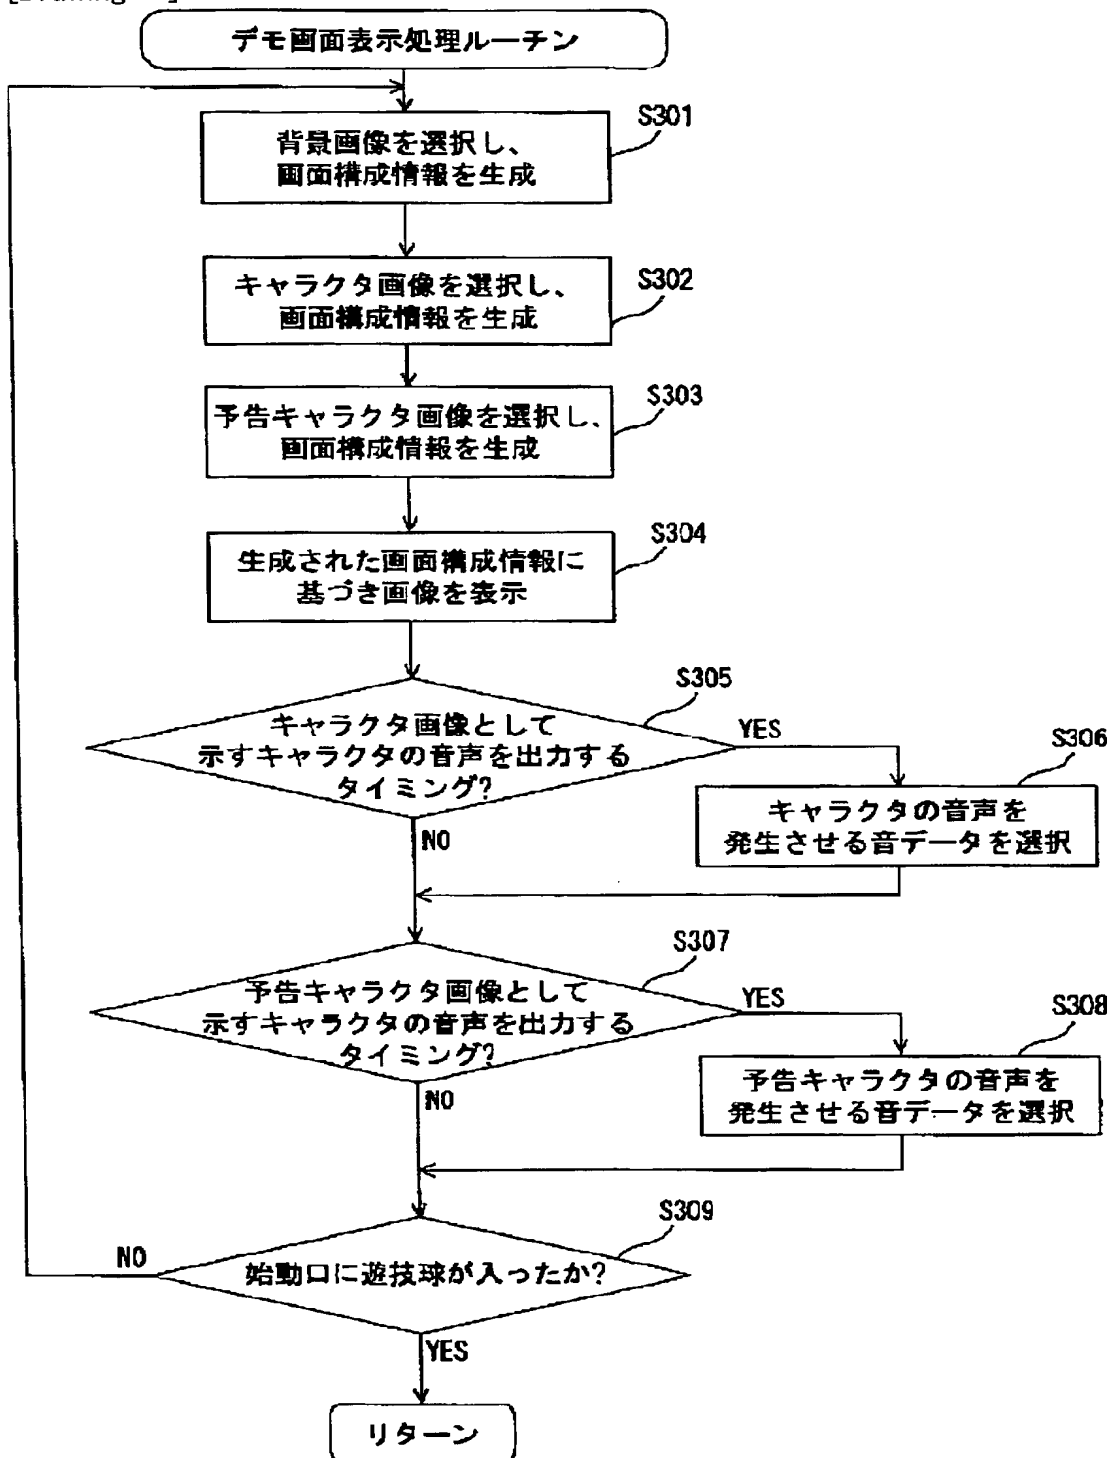 デモ画面表示処理ルーチン
S301
背景画像を選択し、
画面構成情報を生成
S302
キャラクタ画像を選択し、
画面構成情報を生成
S303
予告キャラクタ画像を選択し、
画面構成情報を生成
S304
生成された画面構成情報に
基づき画像を表示
S305
キャラクタ画像として
示すキャラクタの音声を出力する
タイミング?
YES
NO
S306
キャラクタの音声を
発生させる音データを選択
S307
予告キャラクタ画像として
示すキャラクタの音声を出力する
タイミング?
YES
NO
S308
予告キャラクタの音声を
発生させる音データを選択
S309
始動口に遊技球が入ったか?
NO
YES
リターン